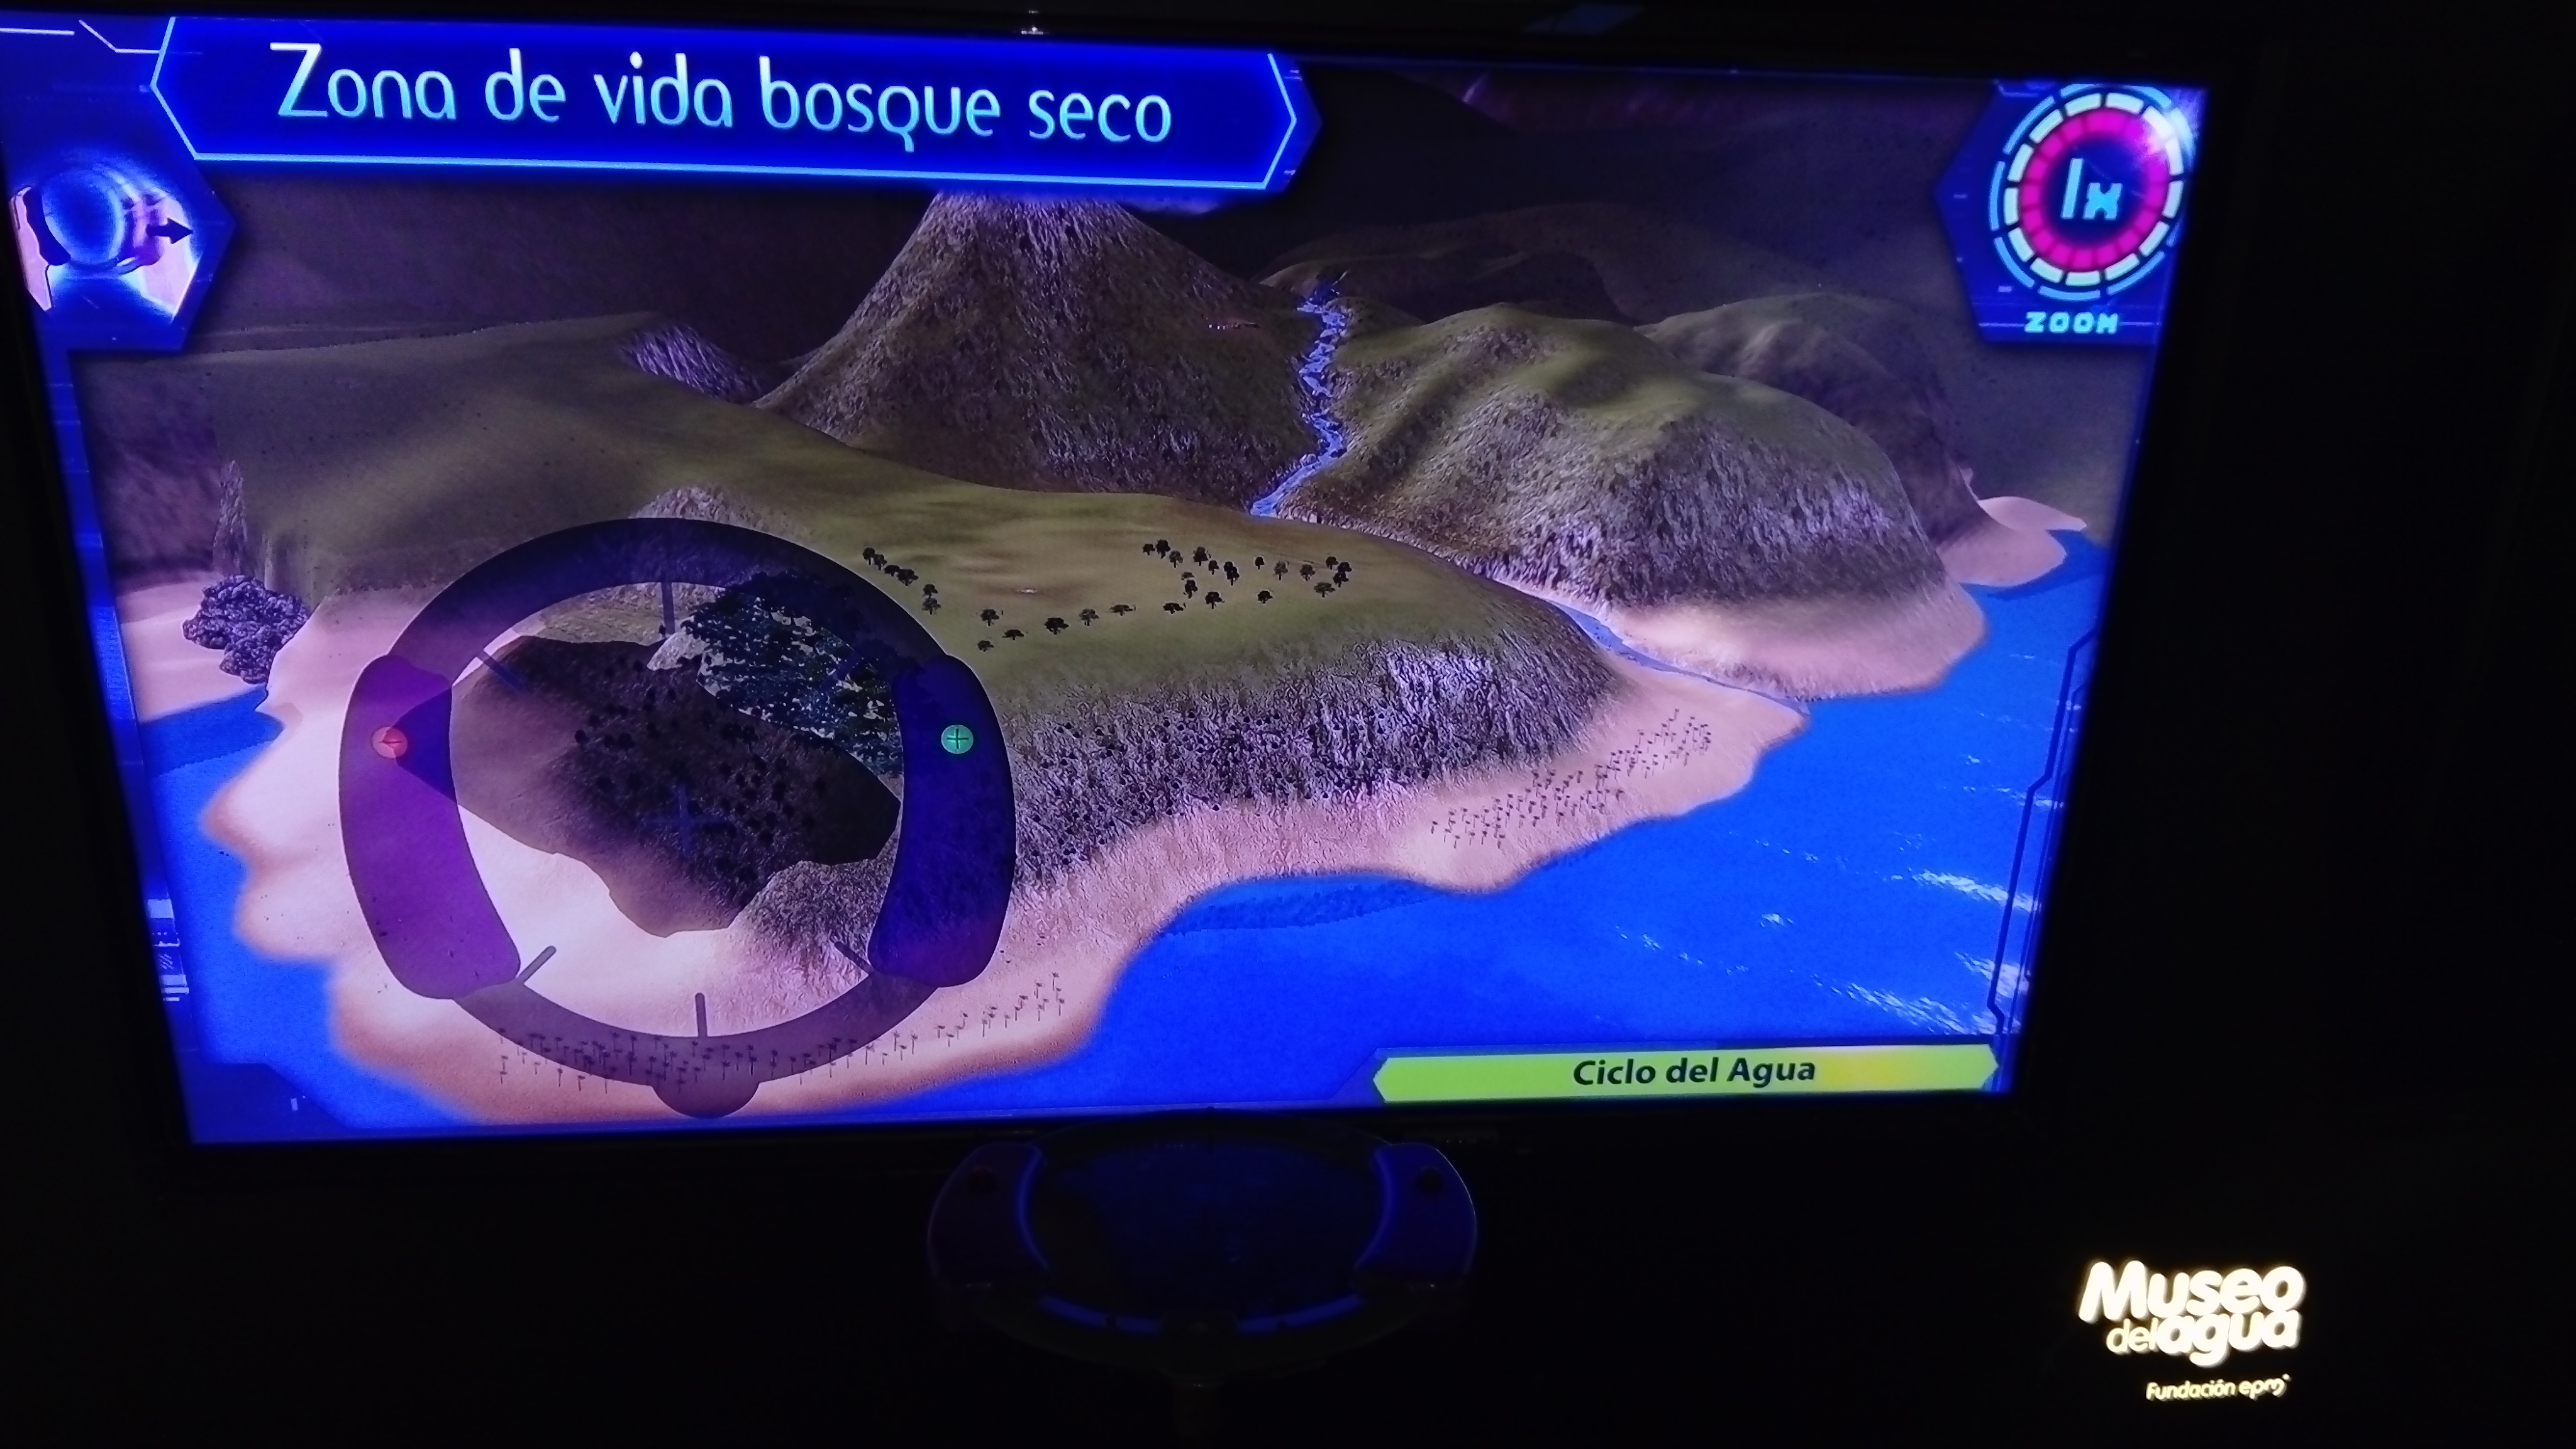 Zona de vida bosque seco
1x
ZOOM
Ciclo del Agua
Museo
del agua
Fundación epm